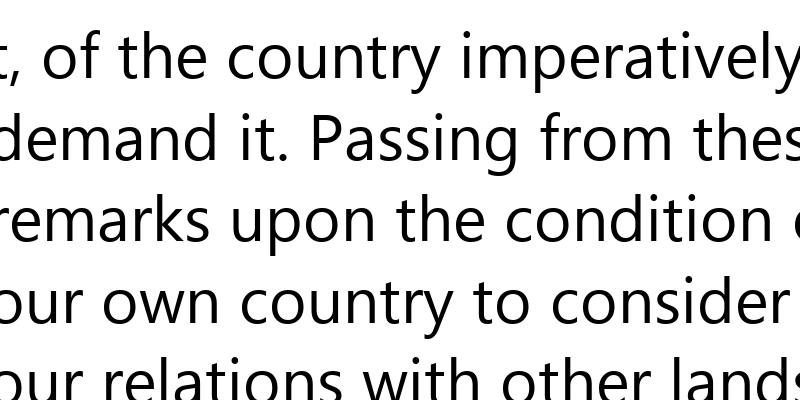 t, of the country imperatively
demand it. Passing from thes
remarks upon the condition
our own country to consider
our relations with other lands